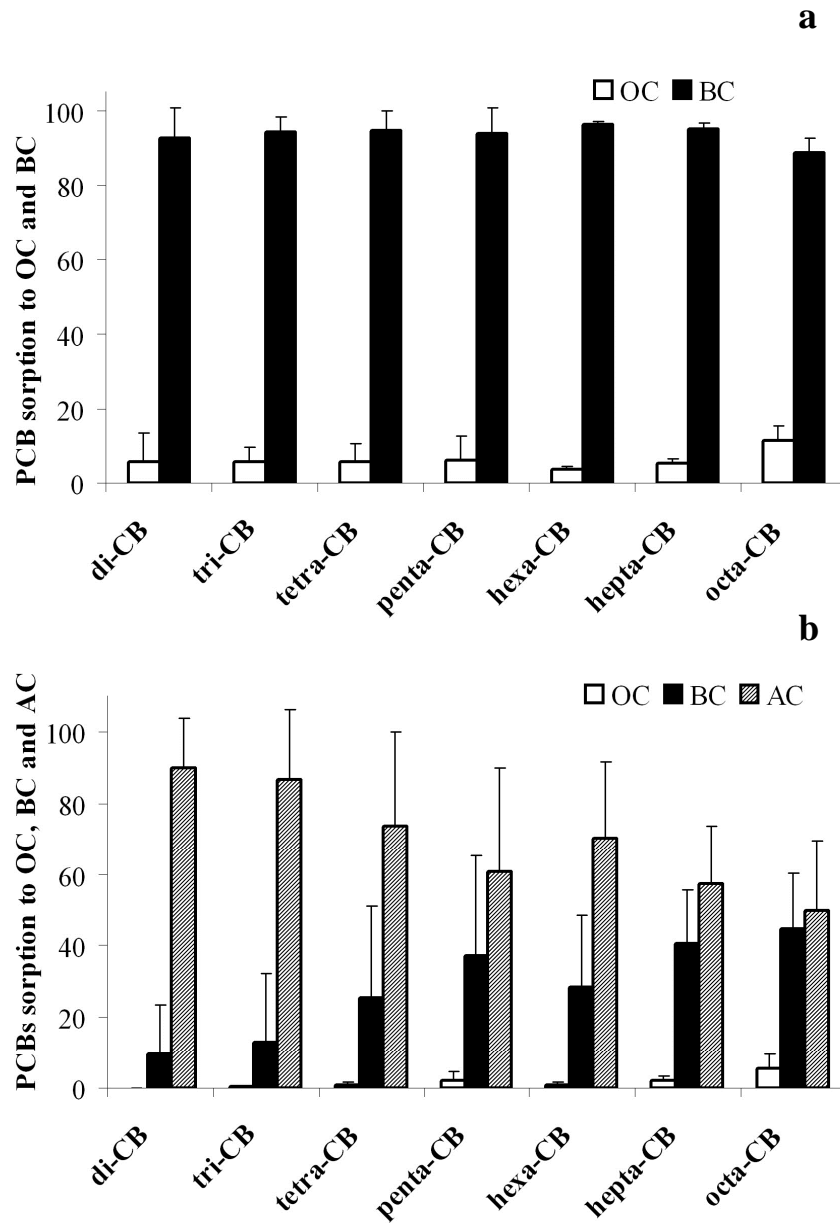 a
OC BC
PCB sorption to OC and BC
100
80
60
40
20
0
di-CB tri-CB tetra-CB penta-CB hexa-CB hepta-CB octa-CB
b
OC BC AC
PCBs sorption to OC, BC and AC
100
80
60
40
20
0
di-CB tri-CB tetra-CB penta-CB hexa-CB hepta-CB octa-CB